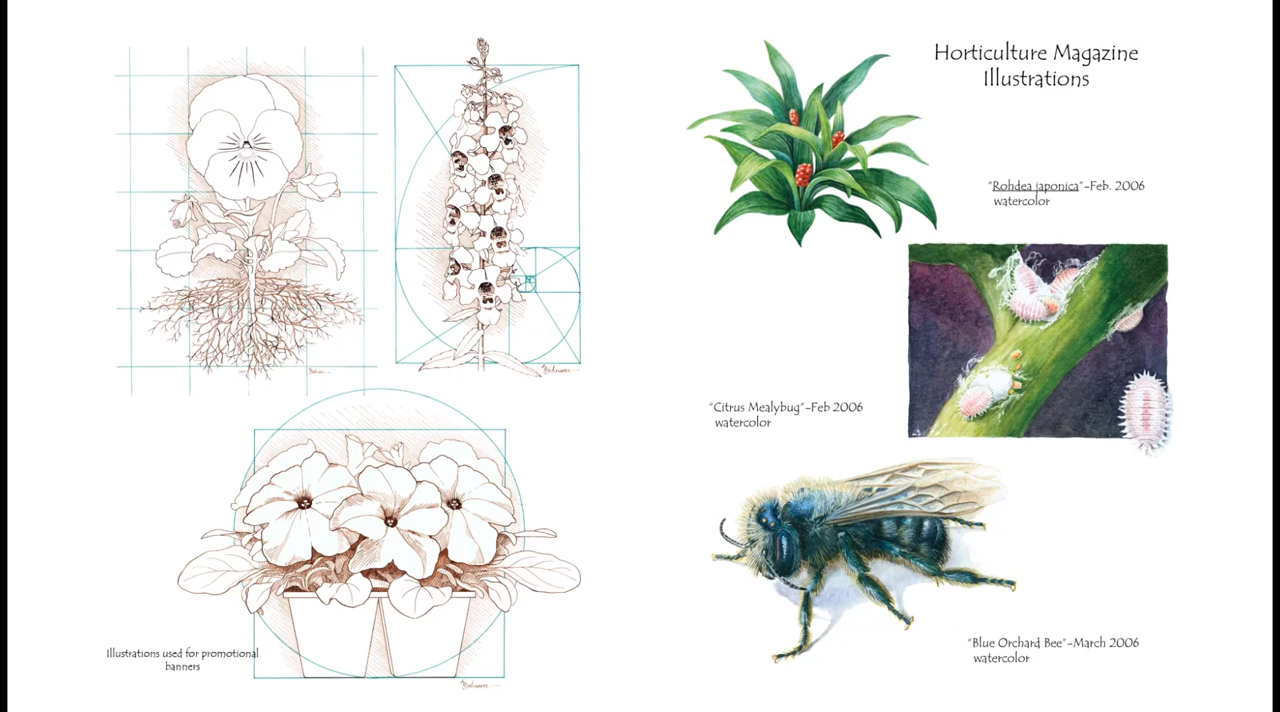 Horticulture Magazine
Illustrations
"Rohdea japonica"-Feb. 2006
watercolor
"Citrus Mealybug"-Feb 2006
watercolor
"Blue Orchard Bee"-March 2006
watercolor
Illustrations used for promotional
banners